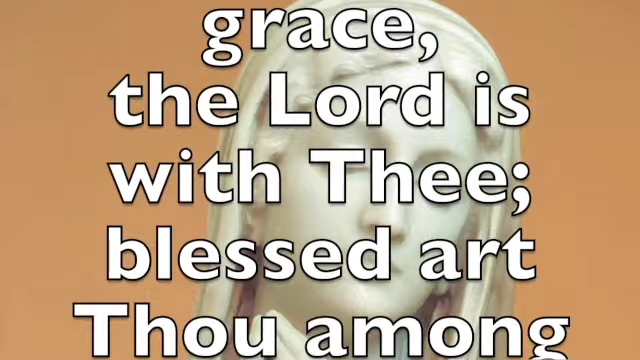 grace,
the Lord is
with Thee;
blessed art
Thou among